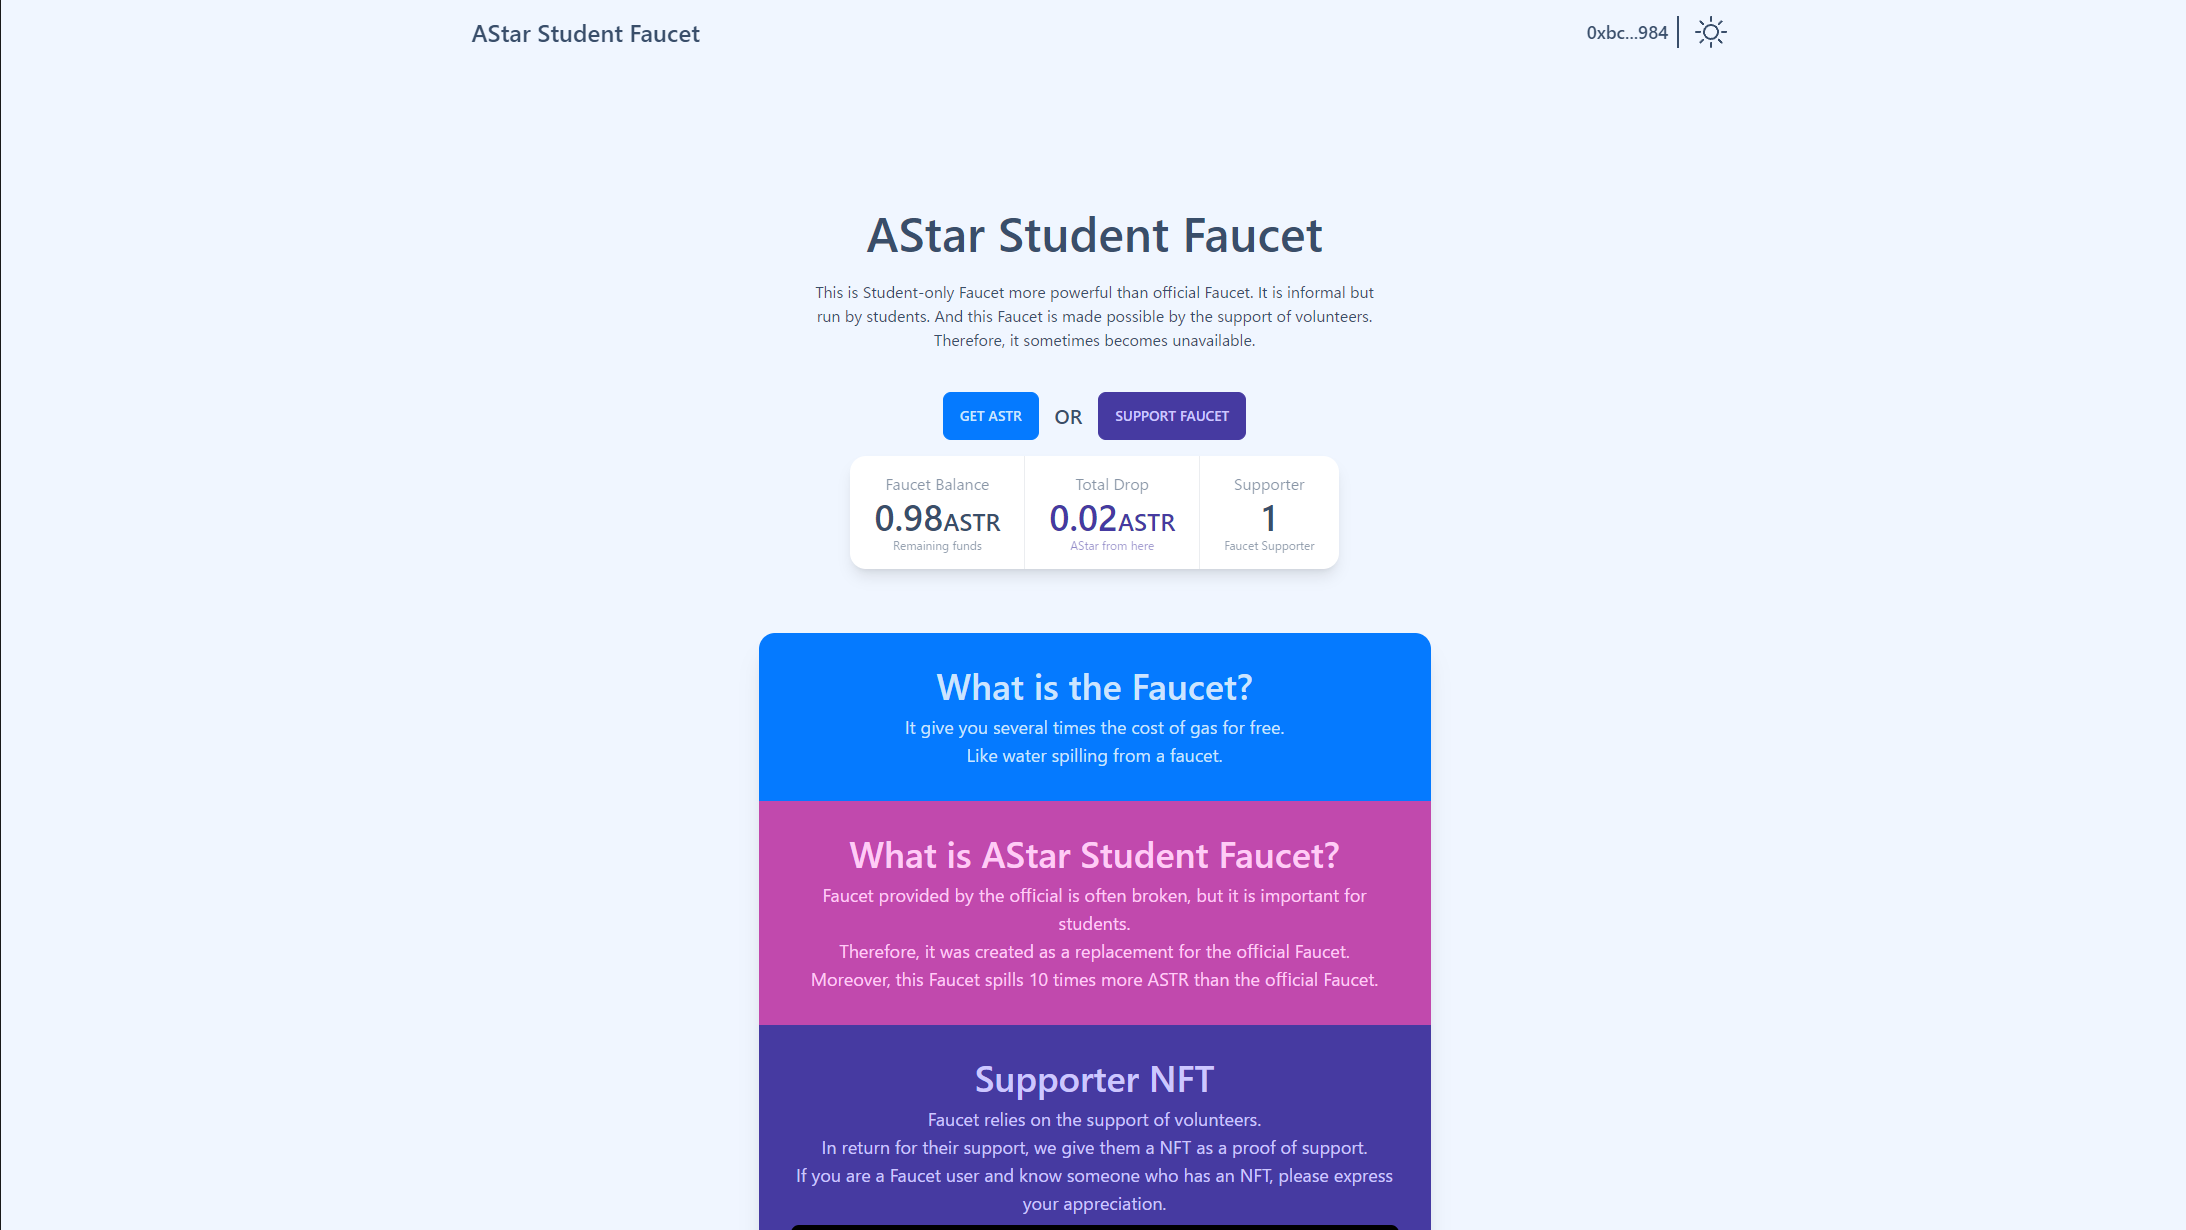 AStar Student Faucet
0xbc...984
AStar Student Faucet
This is Student-only Faucet more powerful than official Faucet. It is informal but
run by students. And this Faucet is made possible by the support of volunteers.
Therefore, it sometimes becomes unavailable.
GET ASTR OR SUPPORT FAUCET
Faucet Balance
0.98ASTR
Remaining funds
Total Drop
0.02ASTR
AStar from here
Supporter
1
Faucet Supporter
What is the Faucet?
It give you several times the cost of gas for free.
Like water spilling from a faucet.
What is AStar Student Faucet?
Faucet provided by the official is often broken, but it is important for
students.
Therefore, it was created as a replacement for the official Faucet.
Moreover, this Faucet spills 10 times more ASTR than the official Faucet.
Supporter NFT
Faucet relies on the support of volunteers.
In return for their support, we give them a NFT as a proof of support.
If you are a Faucet user and know someone who has an NFT, please express
your appreciation.